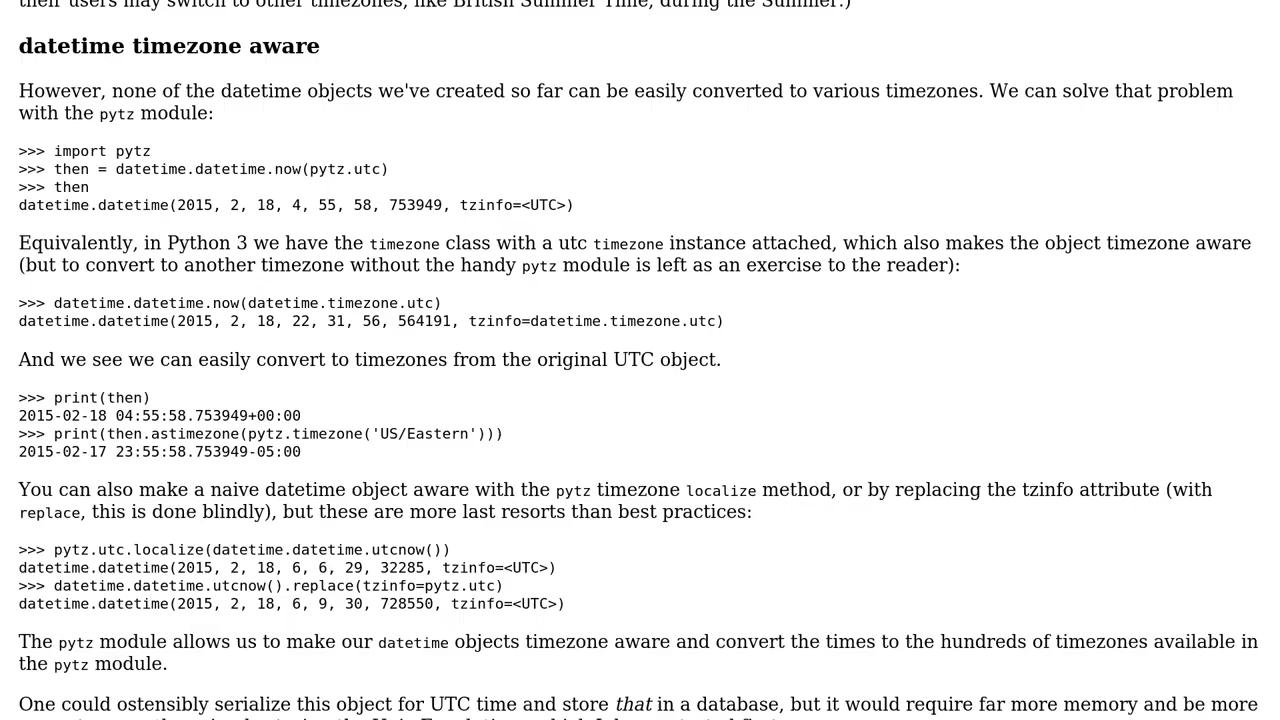 their users may switch to other timezones, like British Summer Time, during the Summer.)
datetime timezone aware
However, none of the datetime objects we've created so far can be easily converted to various timezones. We can solve that problem
with the pytz module:
>>> import pytz
>>> then = datetime.datetime.now(pytz.utc)
>>> then
datetime.datetime(2015, 2, 18, 4, 55, 58, 753949, tzinfo=<UTC>)
Equivalently, in Python 3 we have the timezone class with a utc timezone instance attached, which also makes the object timezone aware
(but to convert to another timezone without the handy pytz module is left as an exercise to the reader):
>>> datetime.datetime.now(datetime.timezone.utc)
datetime.datetime(2015, 2, 18, 22, 31, 56, 564191, tzinfo=datetime.timezone.utc)
And we see we can easily convert to timezones from the original UTC object.
>>> print(then)
2015-02-18 04:55:58.753949+00:00
>>> print(then.astimezone(pytz.timezone('US/Eastern')))
2015-02-17 23:55:58.753949-05:00
You can also make a naive datetime object aware with the pytz timezone localize method, or by replacing the tzinfo attribute (with
replace, this is done blindly), but these are more last resorts than best practices:
>>> pytz.utc.localize(datetime.datetime.utcnow())
datetime.datetime(2015, 2, 18, 6, 6, 29, 32285, tzinfo=<UTC>)
>>> datetime.datetime.utcnow().replace(tzinfo=pytz.utc)
datetime.datetime(2015, 2, 18, 6, 9, 30, 728550, tzinfo=<UTC>)
The pytz module allows us to make our datetime objects timezone aware and convert the times to the hundreds of timezones available in
the pytz module.
One could ostensibly serialize this object for UTC time and store that in a database, but it would require far more memory and be more